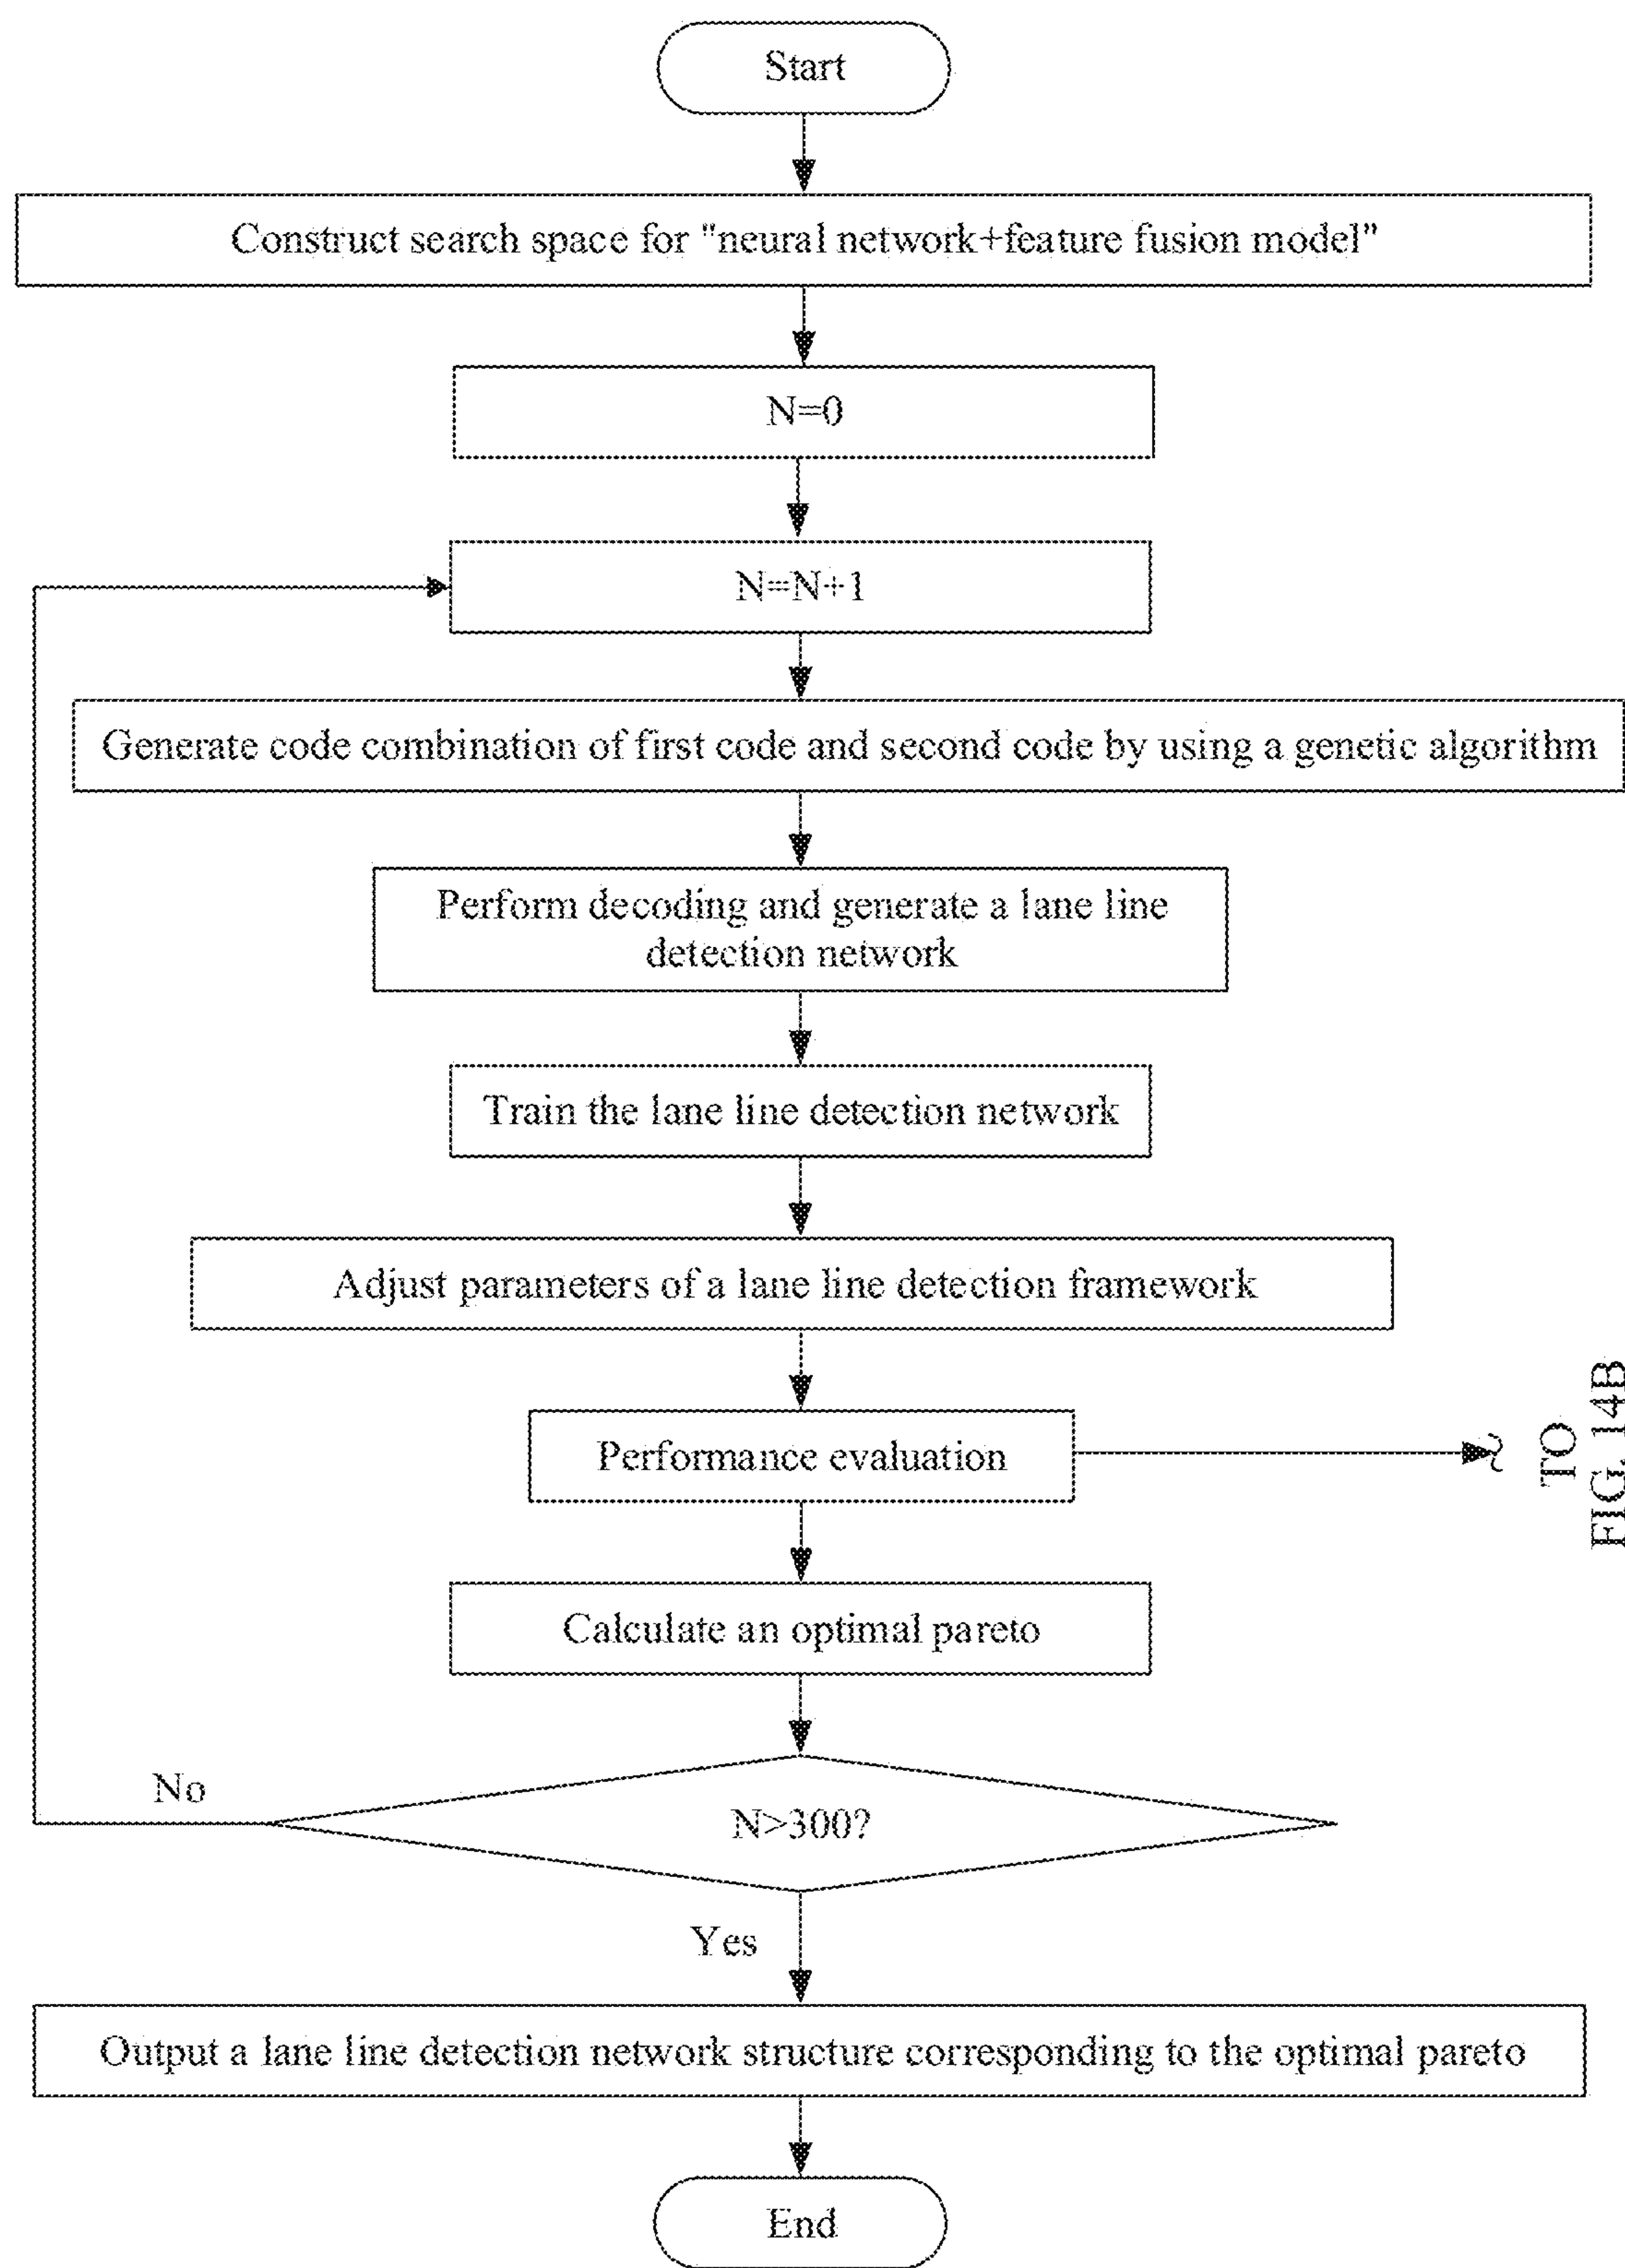 Start
Construct search space for "neural network+feature fusion model"
N=0
N=N+1
Generate code combination of first code and second code by using a genetic algorithm
Perform decoding and generate a lane line
detection network
Train the lane line detection network
Adjust parameters of a lane line detection framework
Performance evaluation
TO
FIG. 14B
Calculate an optimal pareto
No
N>300?
Yes
Output a lane line detection network structure corresponding to the optimal pareto
End